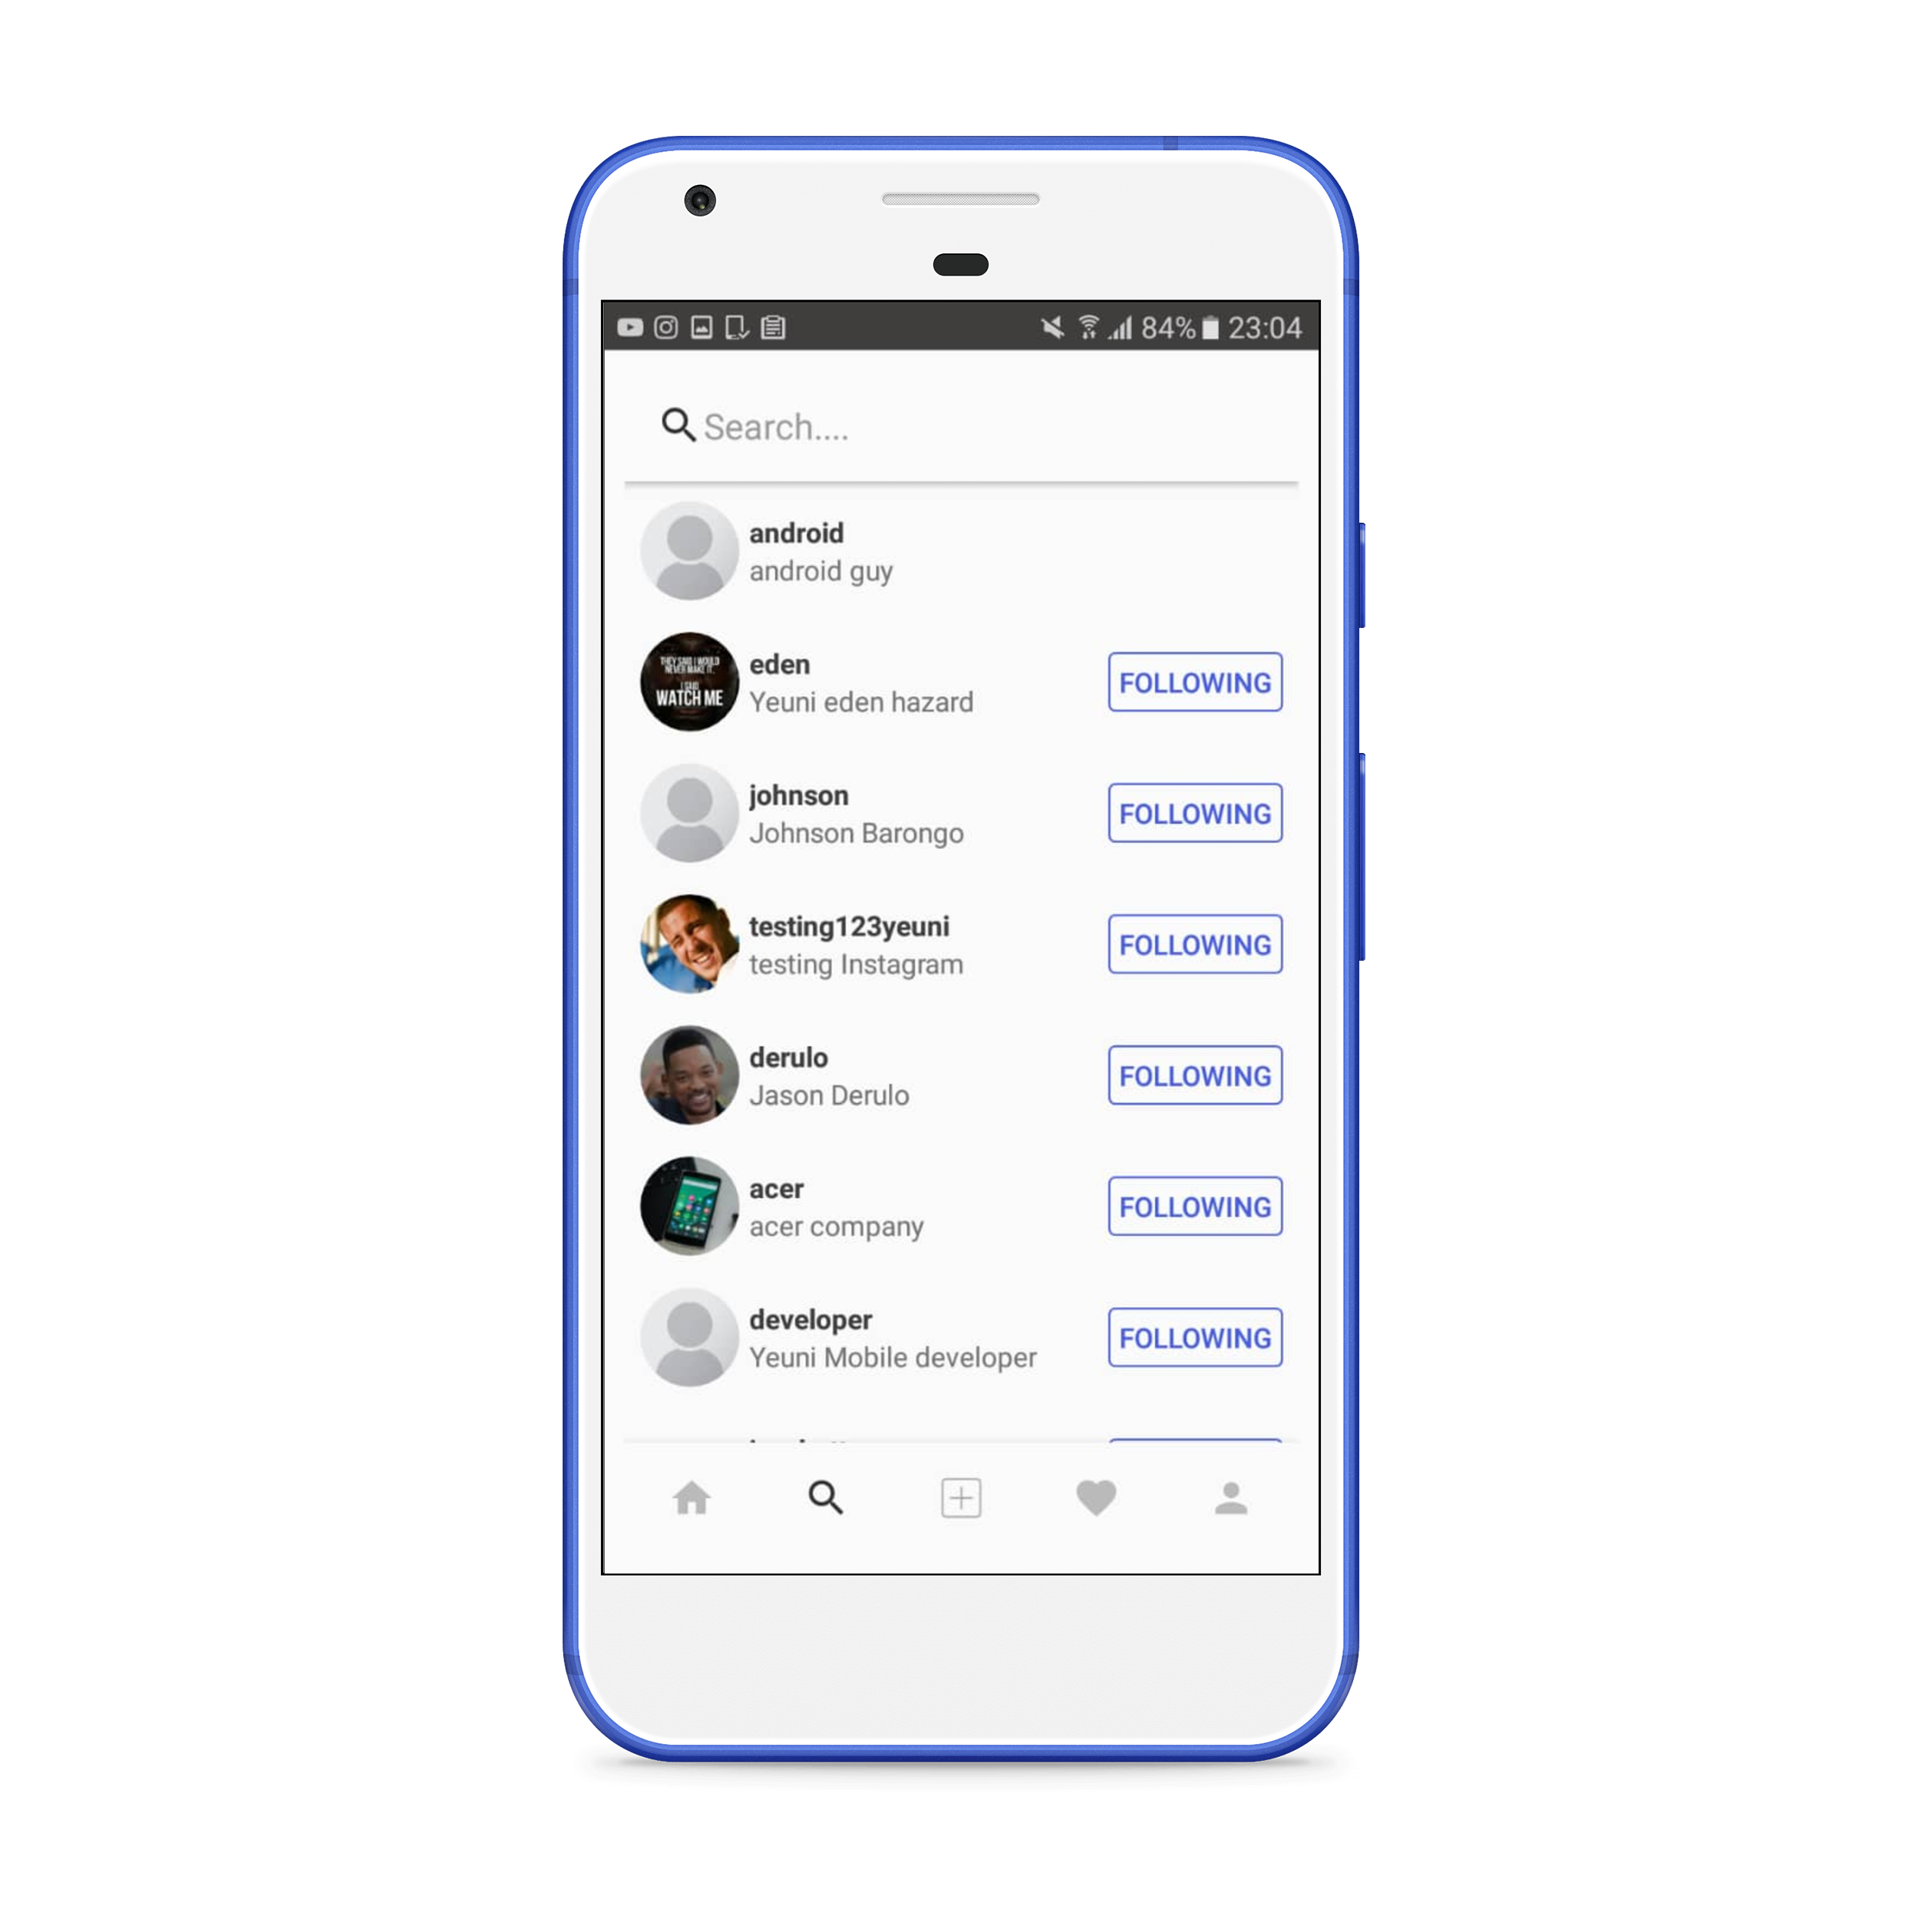 84% 23:04
Search....
android
android guy
THEY SAID I WOULD
NEVER MAKE IT.
I SAID
WATCH ME
eden
Yeuni eden hazard
FOLLOWING
johnson
Johnson Barongo
FOLLOWING
testing123yeuni
testing Instagram
FOLLOWING
derulo
Jason Derulo
FOLLOWING
acer
acer company
FOLLOWING
developer
Yeuni Mobile developer
FOLLOWING